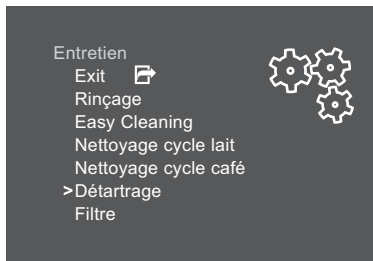 Entretien
Exit
Rinçage
Easy Cleaning
Nettoyage cycle lait
Nettoyage cycle café
>Détartrage
Filtre